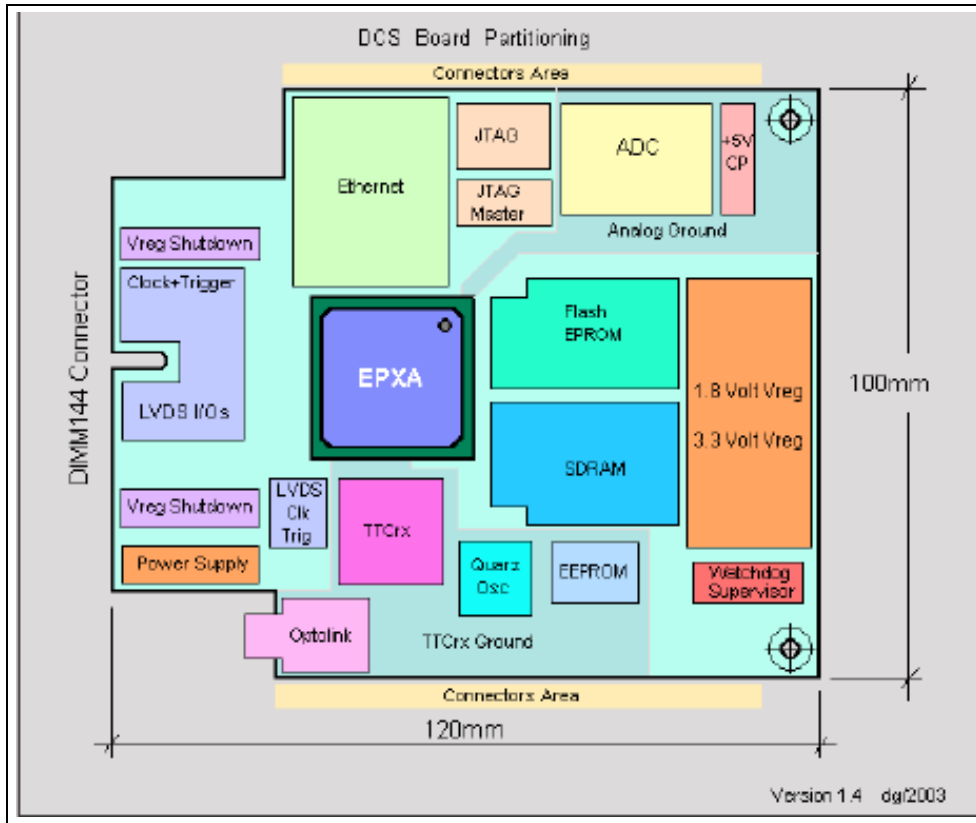 DCS Board Partitioning
Connectors Area
Ethernet
JTAG
JTAG
Master
ADC
+5V
CP
Analog Ground
Vreg Shutdown
Clock+Trigger
LVDS I/Os
DIMM144 Connector
EPXA
Flash
EPROM
SDRAM
1.8 Volt Vreg
3.3 Volt Vreg
100mm
Vreg Shutdown
Power Supply
LVDS
Clk
Trig
TTCrx
Quarz
Osc
EEPROM
Watchdog
Supervisor
Optolink
TTCrx Ground
Connectors Area
120mm
Version 1.4 dgf2003